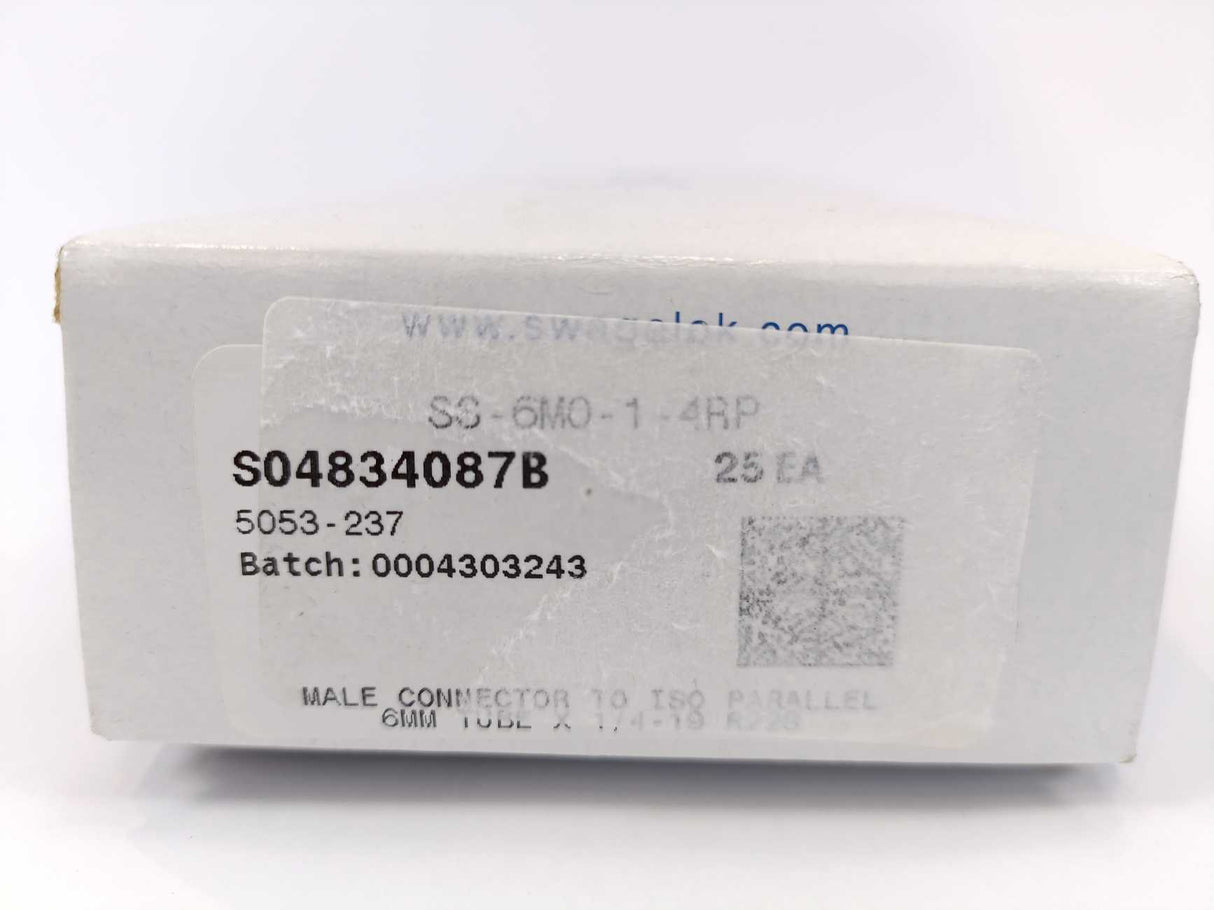 www.swagelok.com
SS-6M0-1-4RP
S04834087B 25 EA
5053-237
Batch: 0004303243
MALE CONNECTOR TO ISO PARALLEL
6MM TUBE X 1/4-19